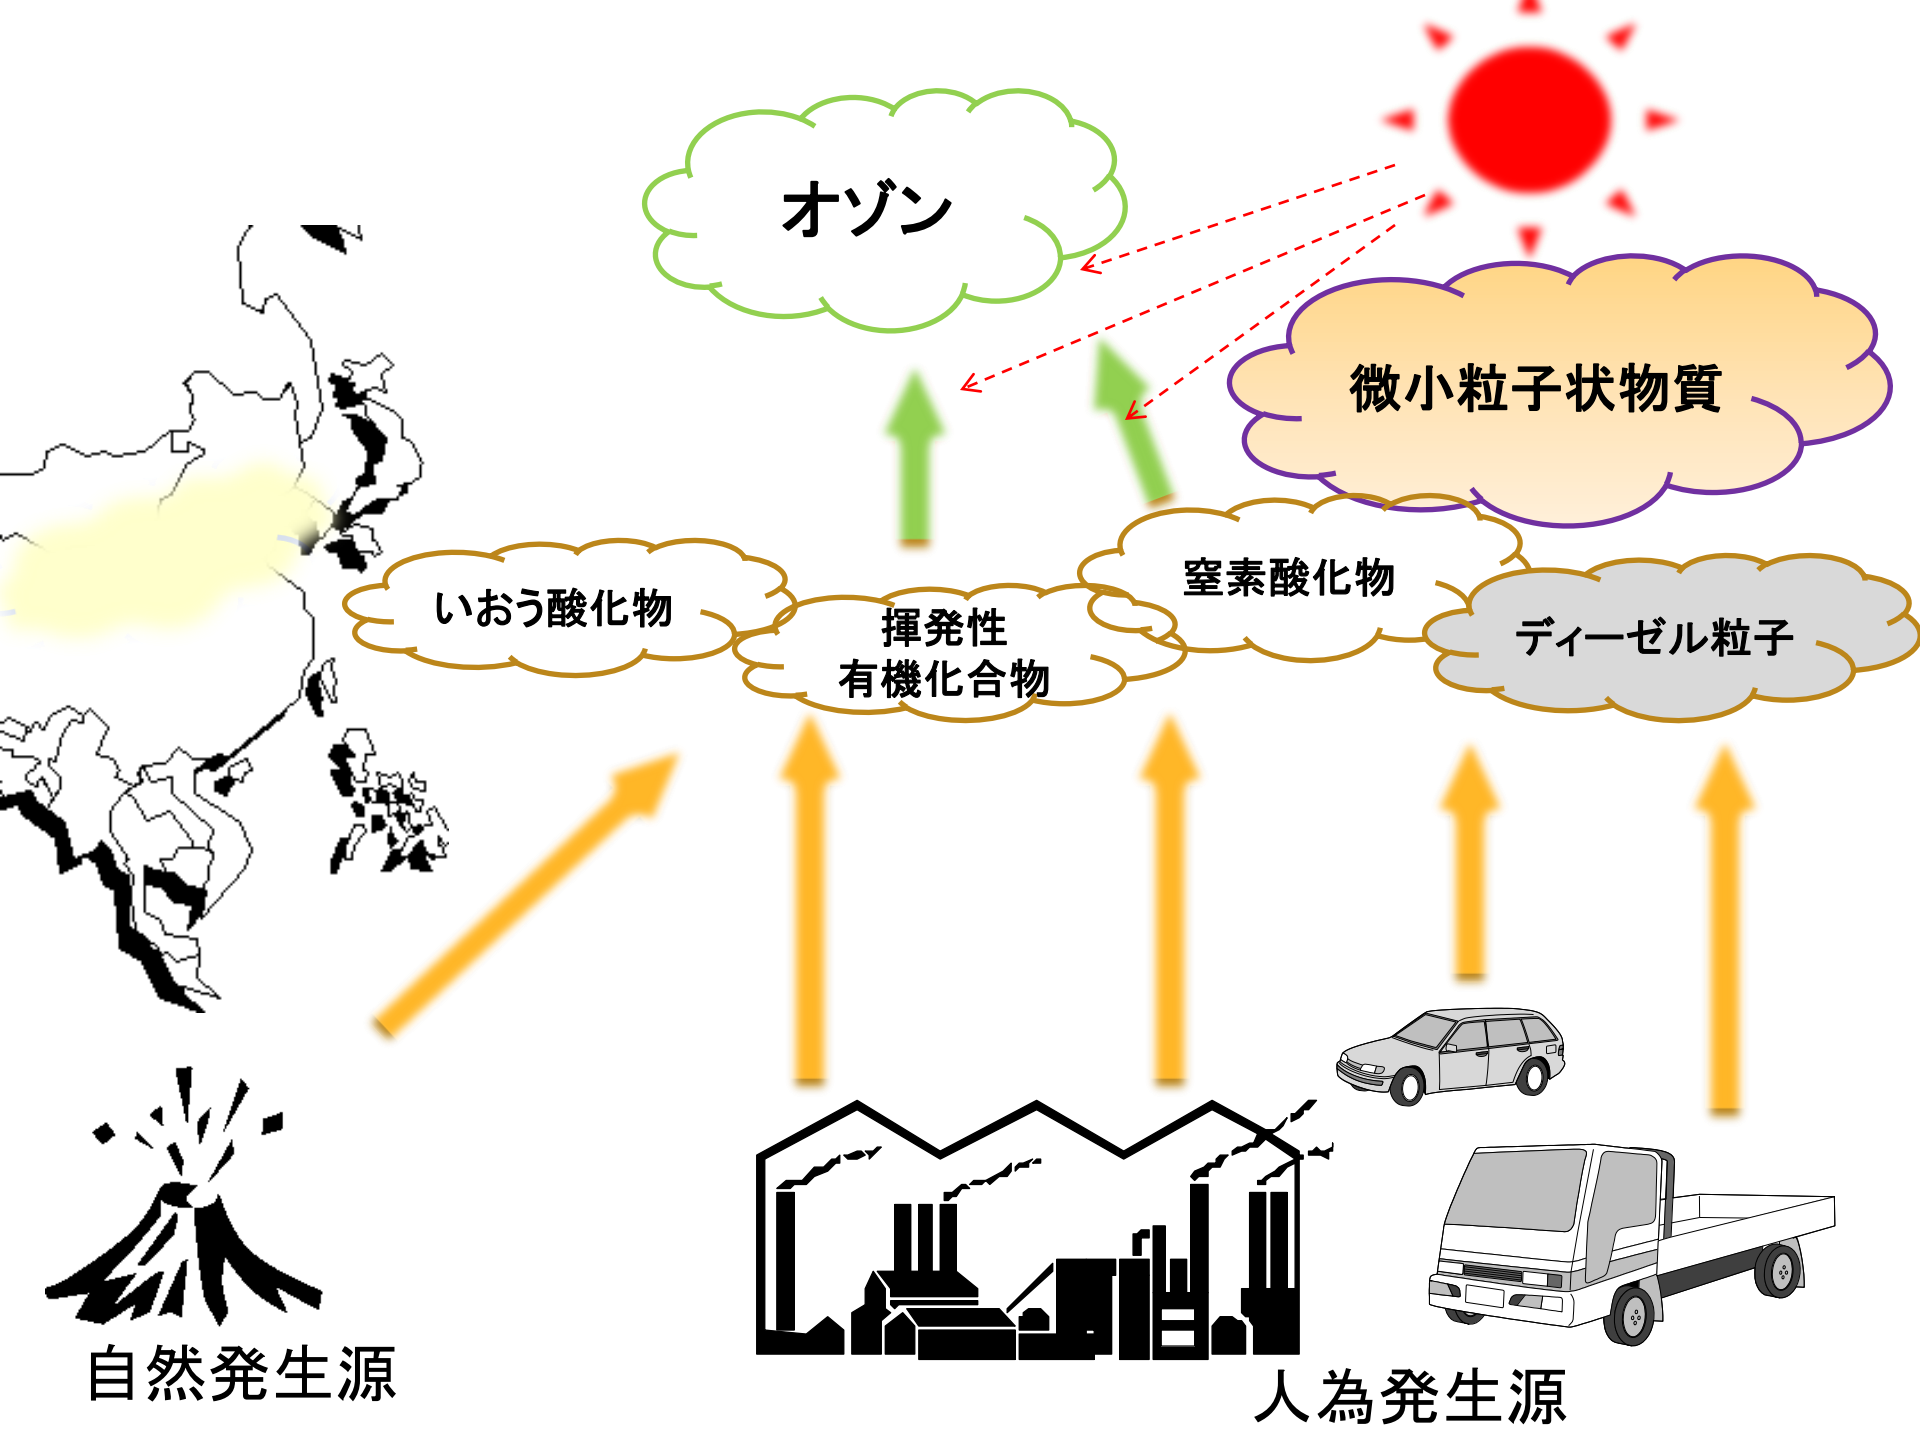 オゾン
微小粒子状物質
いおう酸化物
揮発性
有機化合物
窒素酸化物
ディーゼル粒子
自然発生源
人為発生源